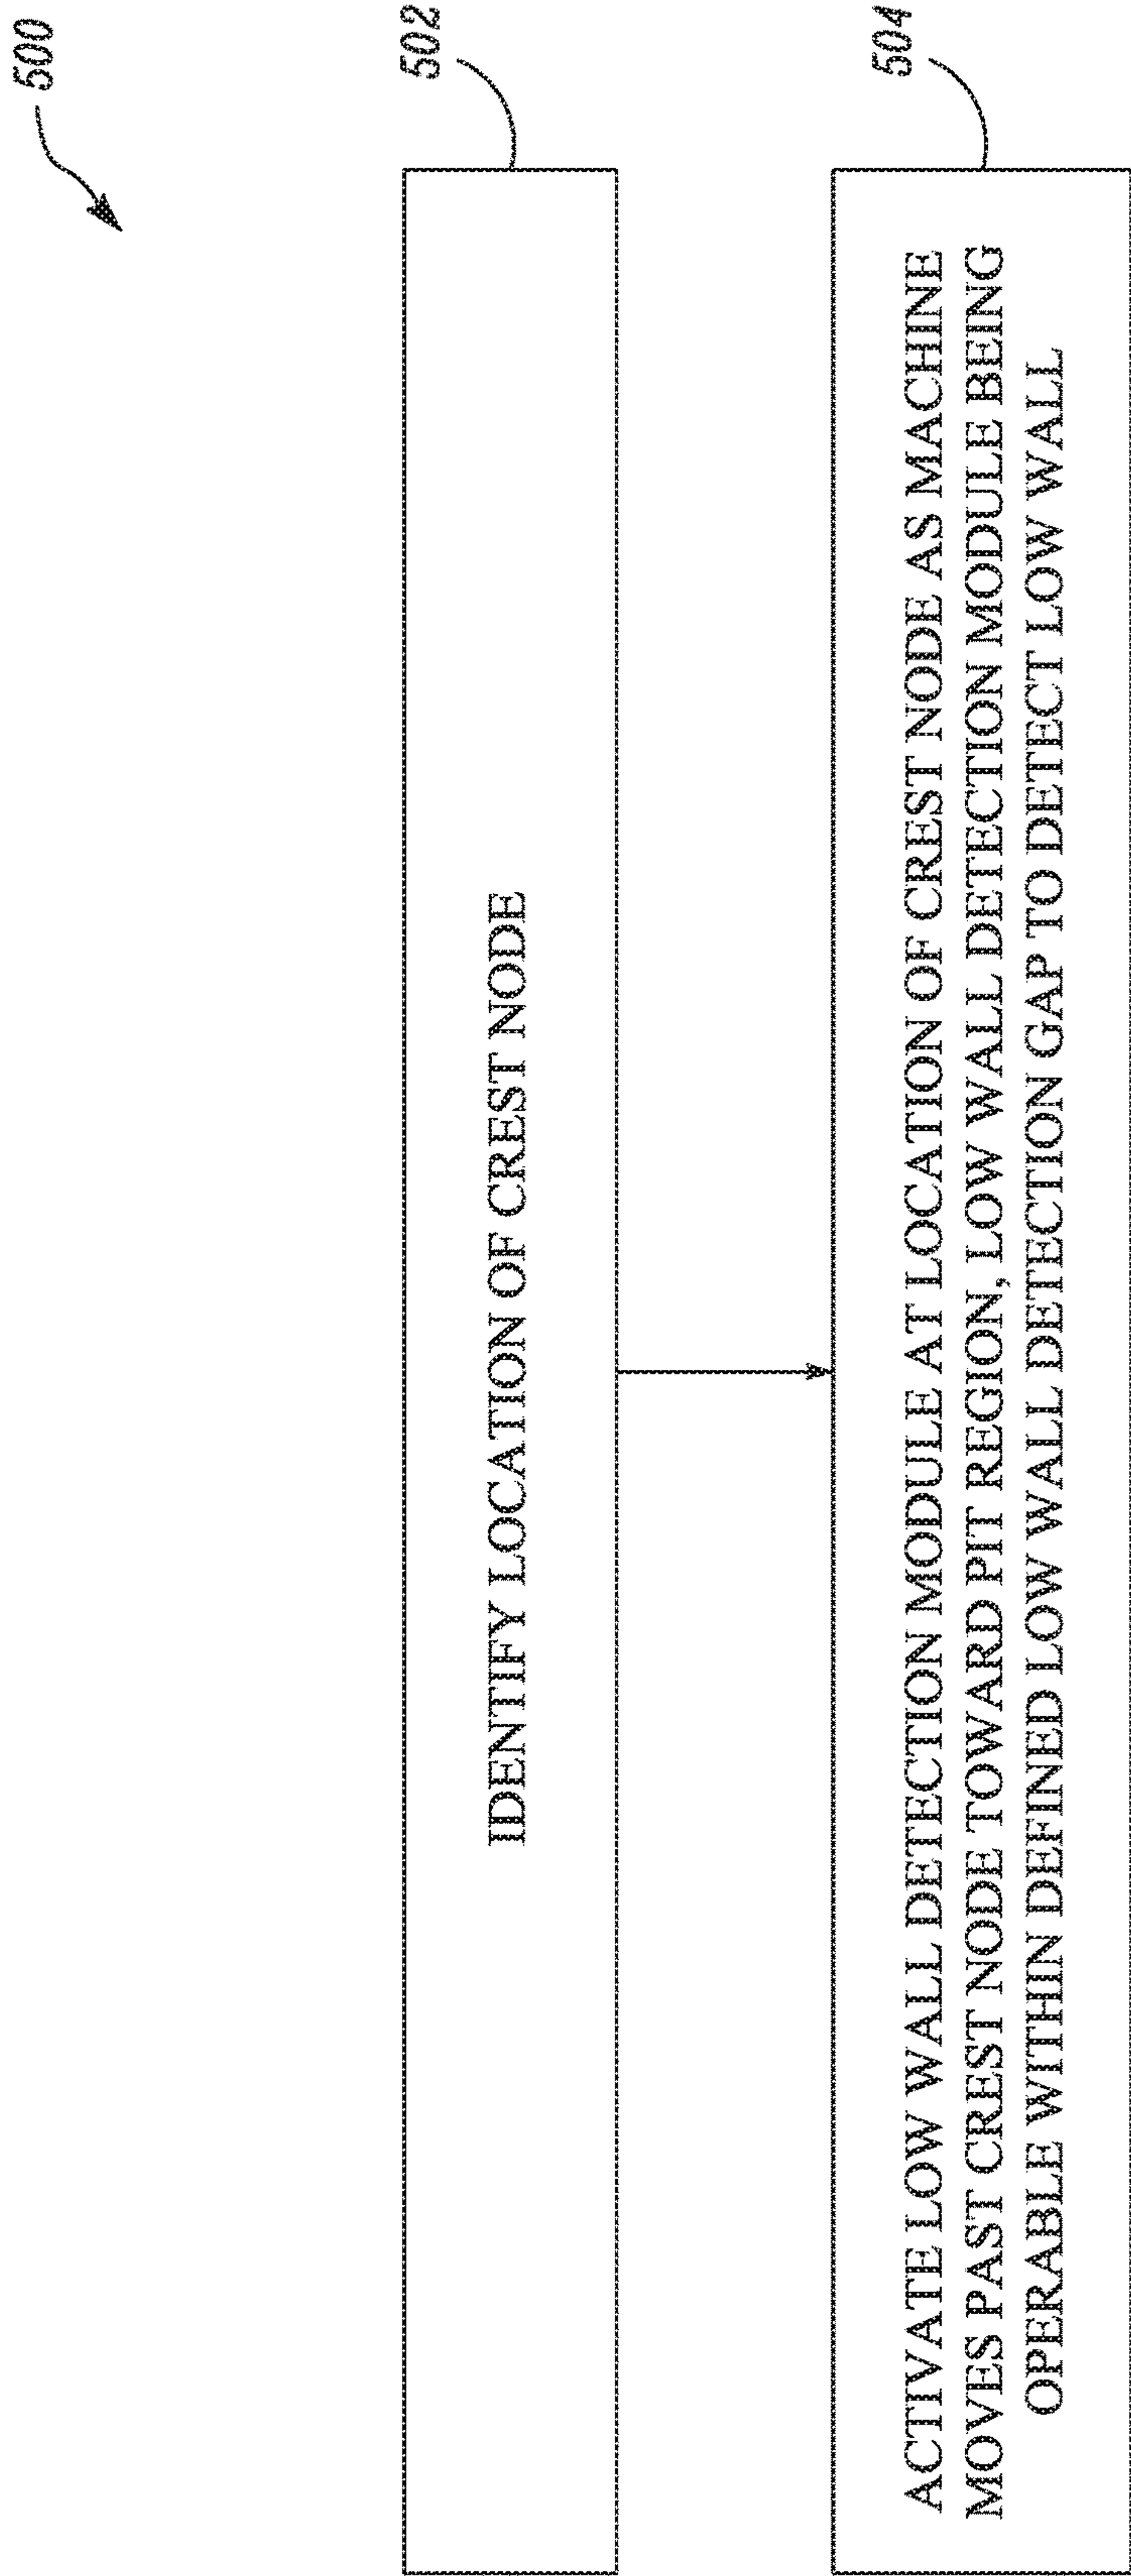 500
502
IDENTIFY LOCATION OF CREST NODE
504
ACTIVATE LOW WALL DETECTION MODULE AT LOCATION OF CREST NODE AS MACHINE
MOVES PAST CREST NODE TOWARD PIT REGION, LOW WALL DETECTION MODULE BEING
OPERABLE WITHIN DEFINED LOW WALL DETECTION GAP TO DETECT LOW WALL